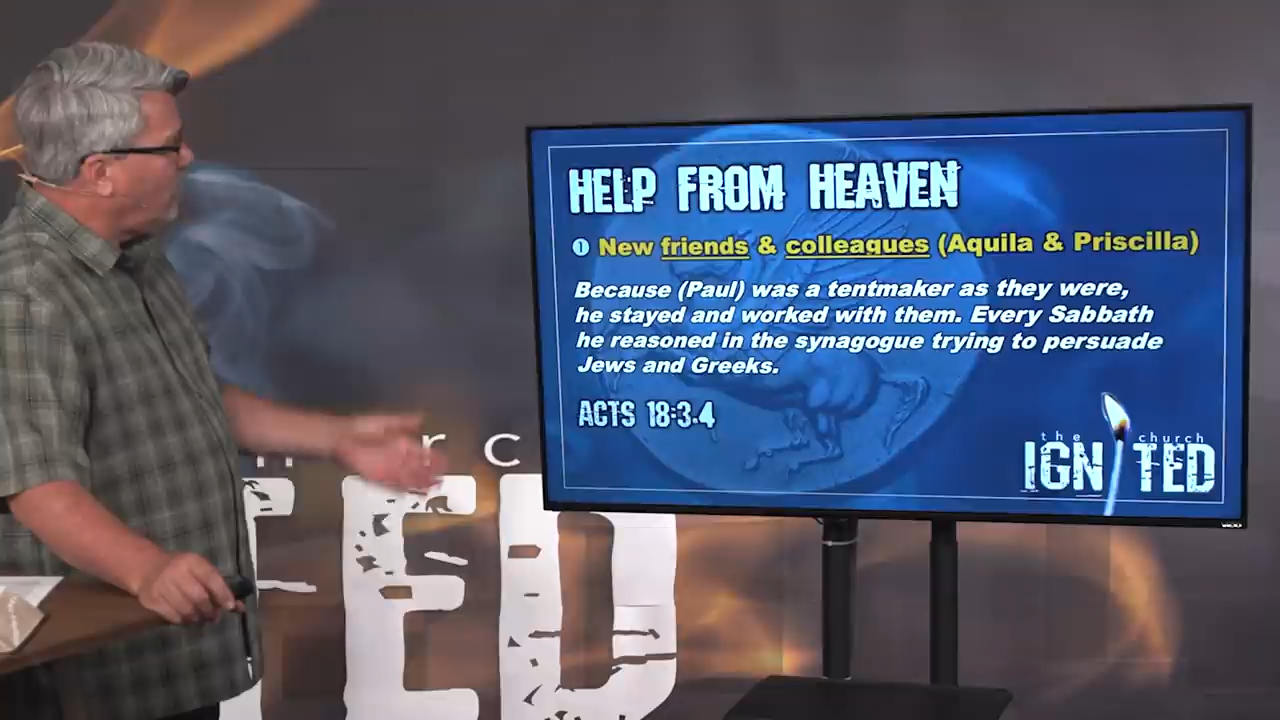 HELP FROM HEAVEN
① New friends & colleagues (Aquila & Priscilla)
Because (Paul) was a tentmaker as they were,
he stayed and worked with them. Every Sabbath
he reasoned in the synagogue trying to persuade
Jews and Greeks.
ACTS 18:3.4
the church
IGNITED
r c
TED